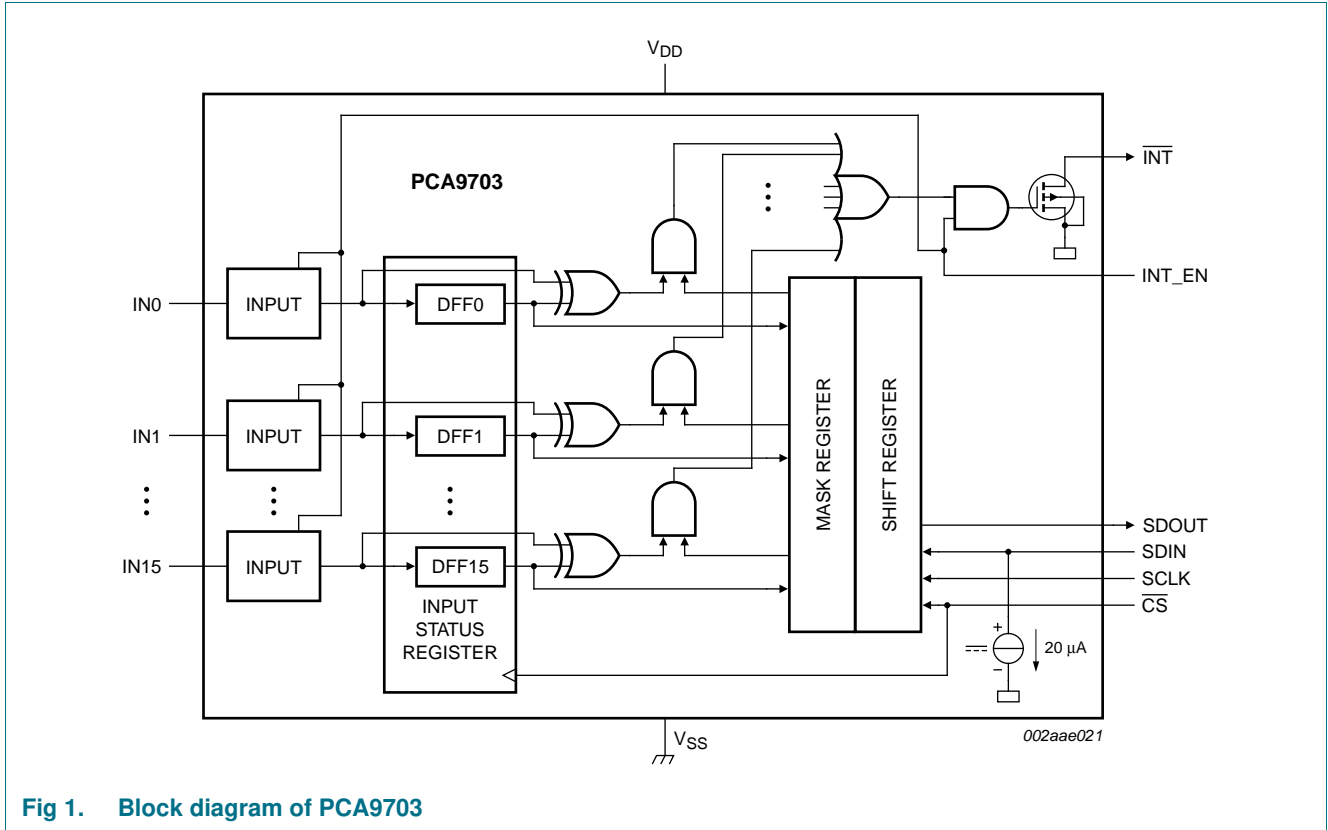 VDD
PCA9703
INT
INT_EN
IN0
INPUT
DFF0
IN1
INPUT
DFF1
IN15
INPUT
DFF15
INPUT
STATUS
REGISTER
MASK REGISTER
SHIFT REGISTER
SDOUT
SDIN
SCLK
CS
+
−
20 μA
VSS
002aae021
Fig 1. Block diagram of PCA9703